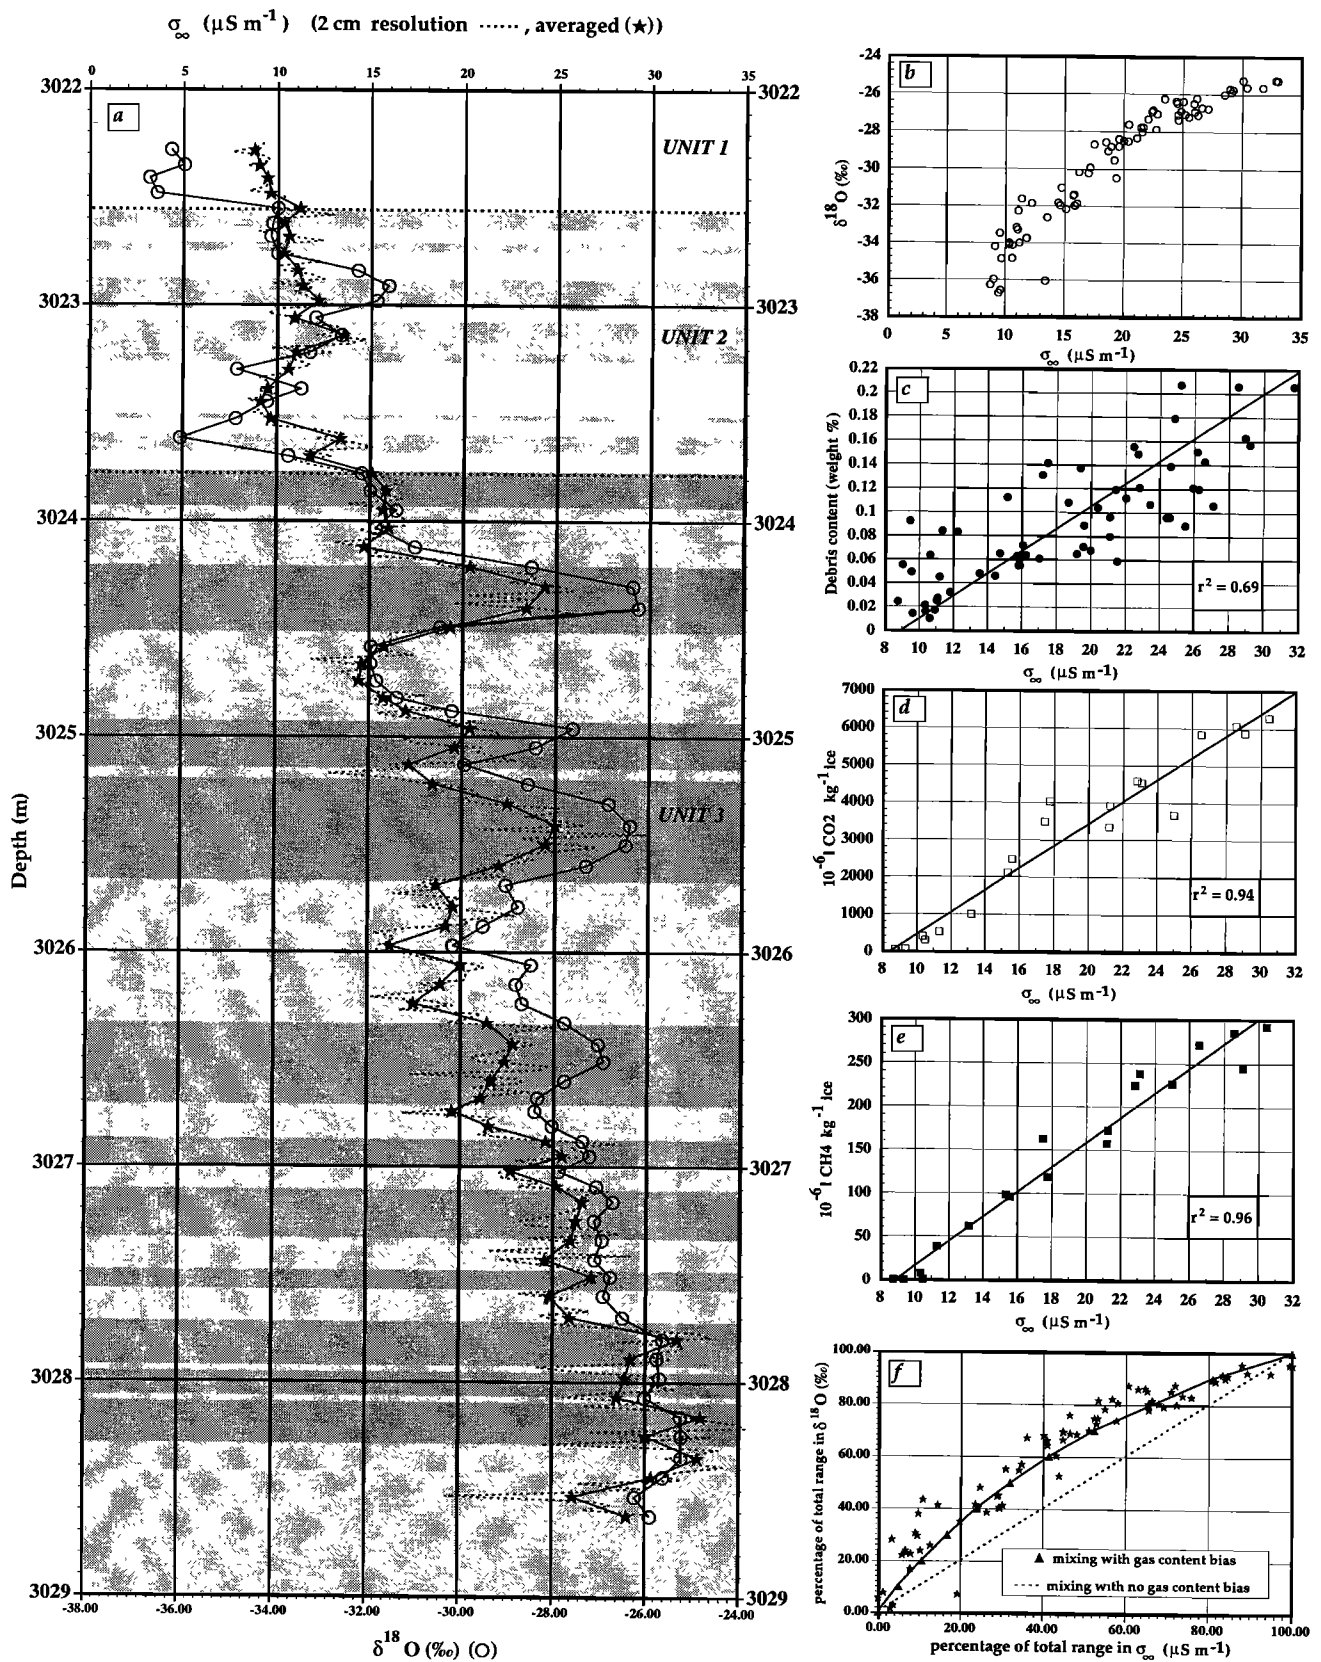 σ∞ (μS m⁻¹) (2 cm resolution ······ , averaged (★))
0 5 10 15 20 25 30 35
3022 3022
a
UNIT 1
3023 3023
UNIT 2
3024 3024
3025 3025
UNIT 3
3026 3026
3027 3027
3028 3028
3029 3029
Depth (m)
-38.00 -36.00 -34.00 -32.00 -30.00 -28.00 -26.00 -24.00
δ¹⁸ O (‰) (O)
b
-24
-26
-28
-30
-32
-34
-36
-38
δ¹⁸O (‰)
0 5 10 15 20 25 30 35
σ∞ (μS m⁻¹)
c
0.22
0.2
0.18
0.16
0.14
0.12
0.1
0.08
0.06
0.04
0.02
0
Debris content (weight %)
r² = 0.69
8 10 12 14 16 18 20 22 24 26 28 30 32
σ∞ (μS m⁻¹)
d
7000
6000
5000
4000
3000
2000
1000
0
10⁻⁶ l CO2 kg⁻¹ ice
r² = 0.94
8 10 12 14 16 18 20 22 24 26 28 30 32
σ∞ (μS m⁻¹)
e
300
250
200
150
100
50
0
10⁻⁶ l CH4 kg⁻¹ ice
r² = 0.96
8 10 12 14 16 18 20 22 24 26 28 30 32
σ∞ (μS m⁻¹)
f
100.00
80.00
60.00
40.00
20.00
0.00
percentage of total range in δ¹⁸O (‰)
▲ mixing with gas content bias
---- mixing with no gas content bias
0.00 20.00 40.00 60.00 80.00 100.00
percentage of total range in σ∞ (μS m⁻¹)